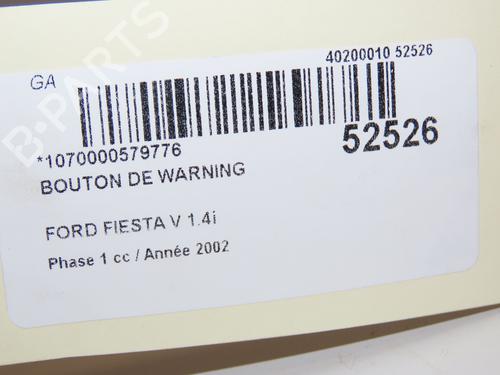 GA
40200010 52526
*1070000579776
52526
BOUTON DE WARNING
FORD FIESTA V 1.4i
Phase 1 cc / Année 2002
B-PARTS